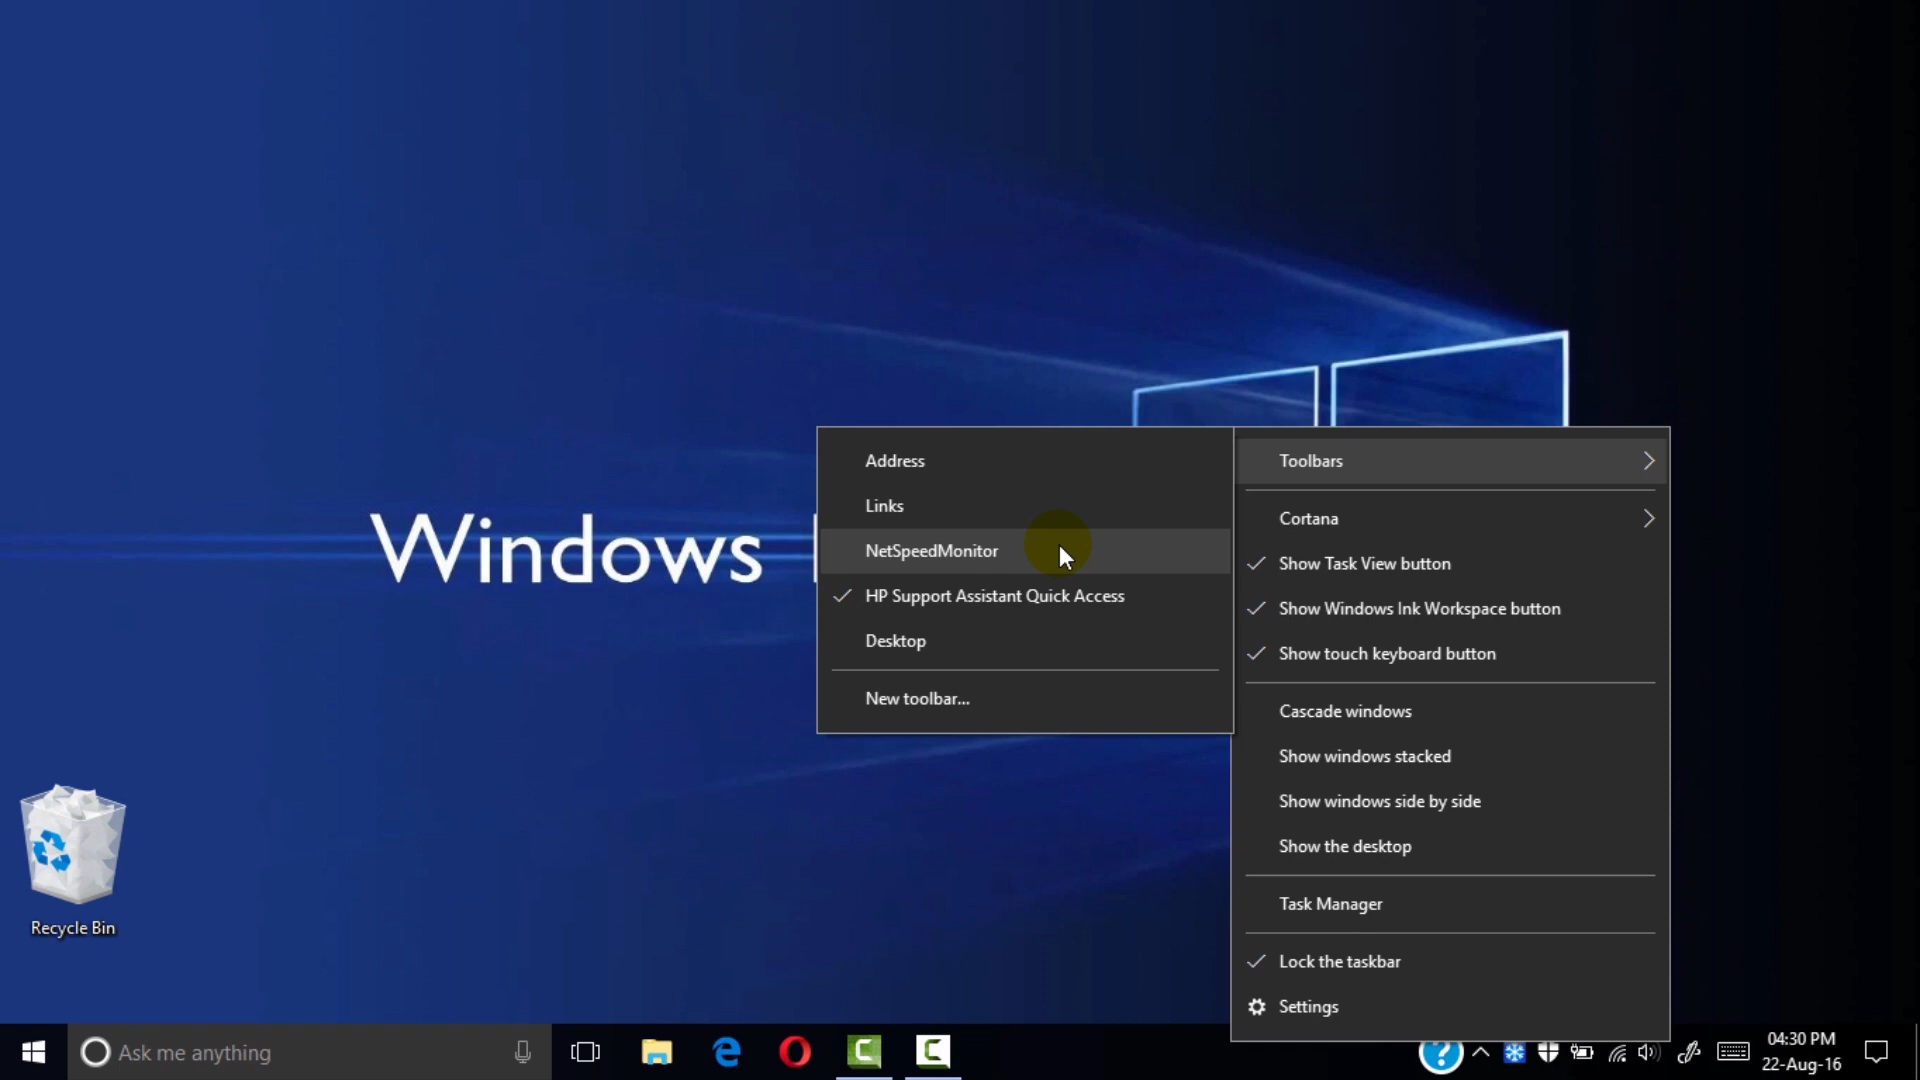 Windows
Address
Links
NetSpeedMonitor
HP Support Assistant Quick Access
Desktop
New toolbar...
Toolbars
Cortana
Show Task View button
Show Windows Ink Workspace button
Show touch keyboard button
Cascade windows
Show windows stacked
Show windows side by side
Show the desktop
Task Manager
Lock the taskbar
Settings
Recycle Bin
Ask me anything
04:30 PM
22-Aug-16